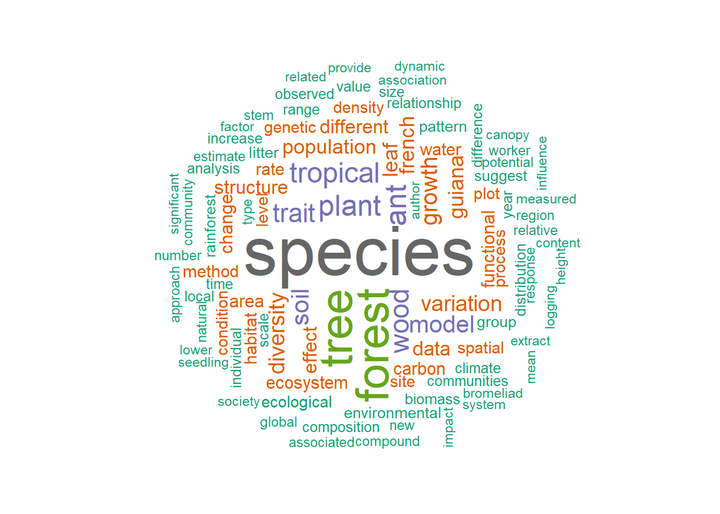 provide
dynamic
related
association
observed
value
size
range
density
relationship
stem
factor
genetic
different
pattern
increase
population
leaf
french
difference
canopy
water
worker
potential
influence
estimate
litter
analysis
rate
tropical
growth
guiana
suggest
structure
plot
significant
community
rainforest
change
type
level
trait
plant
ant
author
year
measured
region
number
species
functional
process
relative
content
method
time
distribution
response
height
approach
local
area
soil
tree
forest
wood
variation
logging
natural
condition
scale
diversity
model
group
individual
habitat
effect
data
spatial
extract
lower
seedling
ecosystem
carbon
site
climate
communities
mean
society
ecological
biomass
bromeliad
system
environmental
global
composition
new
impact
associated
compound